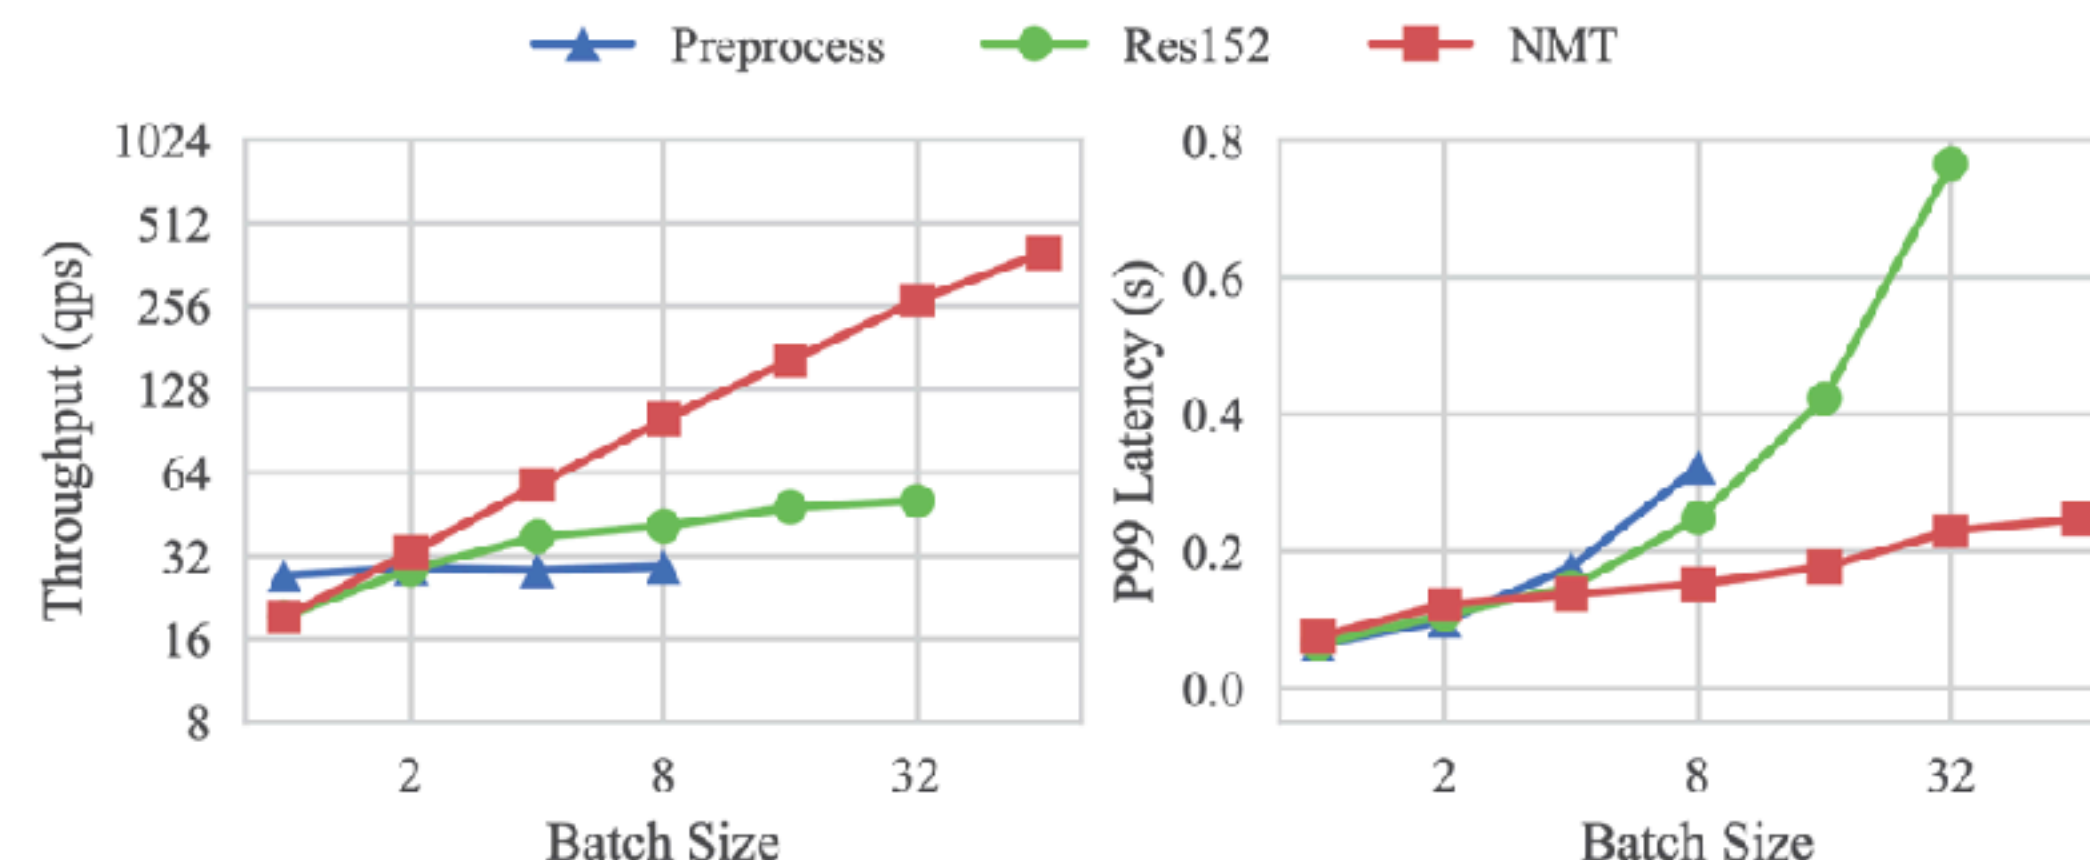 Preprocess Res152 NMT
Throughput (qps)
1024
512
256
128
64
32
16
8
2 8 32
Batch Size
P99 Latency (s)
0.8
0.6
0.4
0.2
0.0
2 8 32
Batch Size